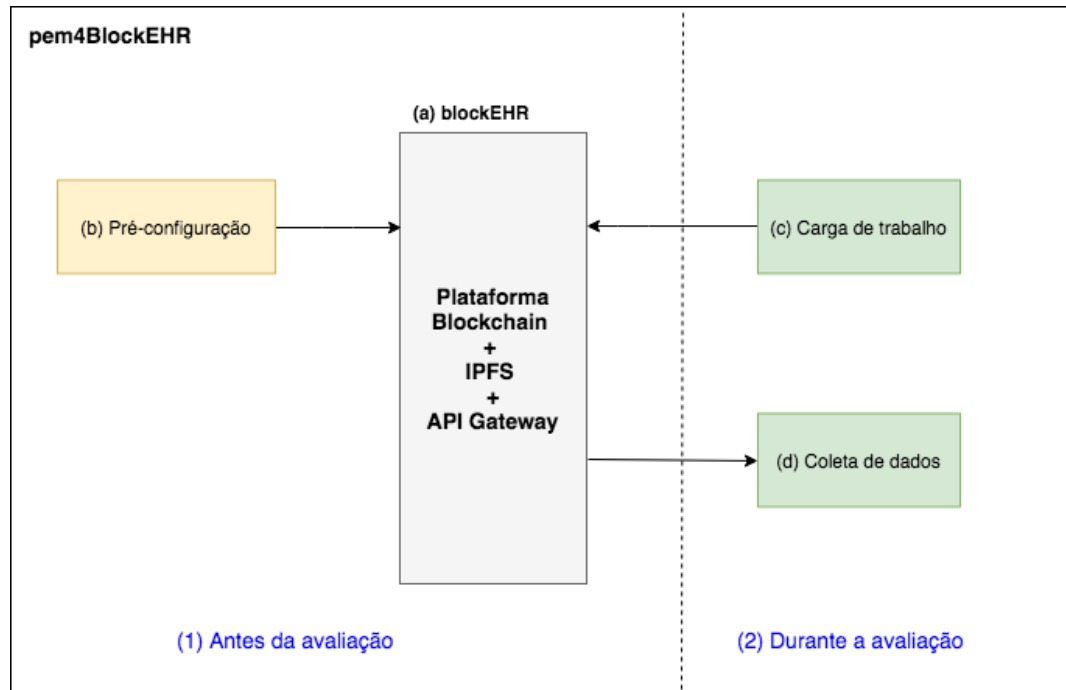 pem4BlockEHR
(a) blockEHR
(b) Pré-configuração
(c) Carga de trabalho
Plataforma
Blockchain
+
IPFS
+
API Gateway
(d) Coleta de dados
(1) Antes da avaliação
(2) Durante a avaliação